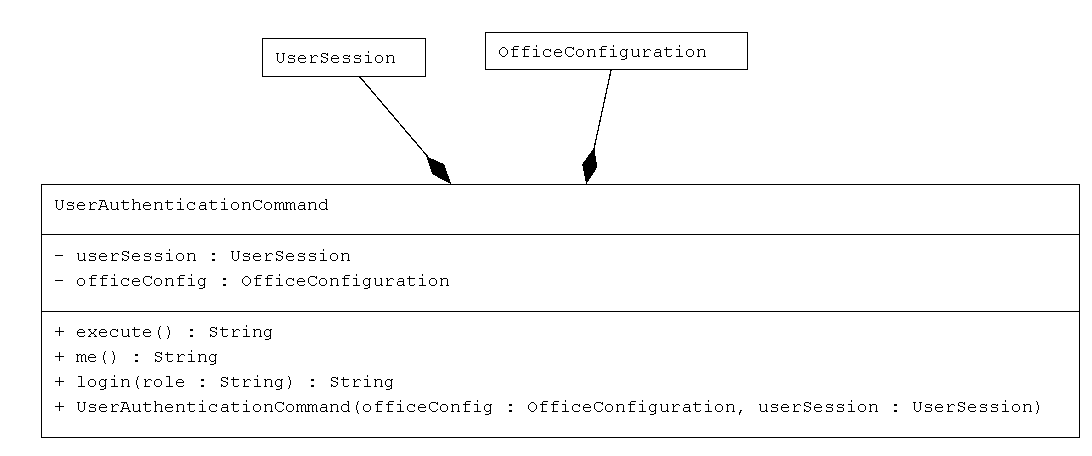 UserSession
OfficeConfiguration
UserAuthenticationCommand
- userSession : UserSession
- officeConfig : OfficeConfiguration
+ execute() : String
+ me() : String
+ login(role : String) : String
+ UserAuthenticationCommand(officeConfig : OfficeConfiguration, userSession : UserSession)